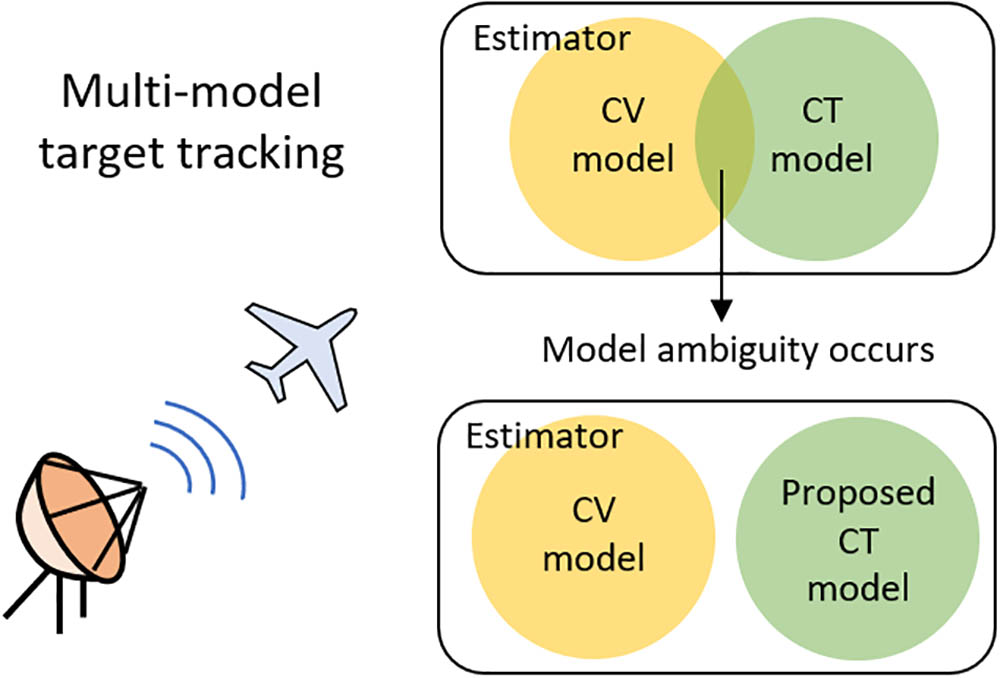 Multi-model
target tracking
Estimator
CV
model
CT
model
Model ambiguity occurs
Estimator
CV
model
Proposed
CT
model